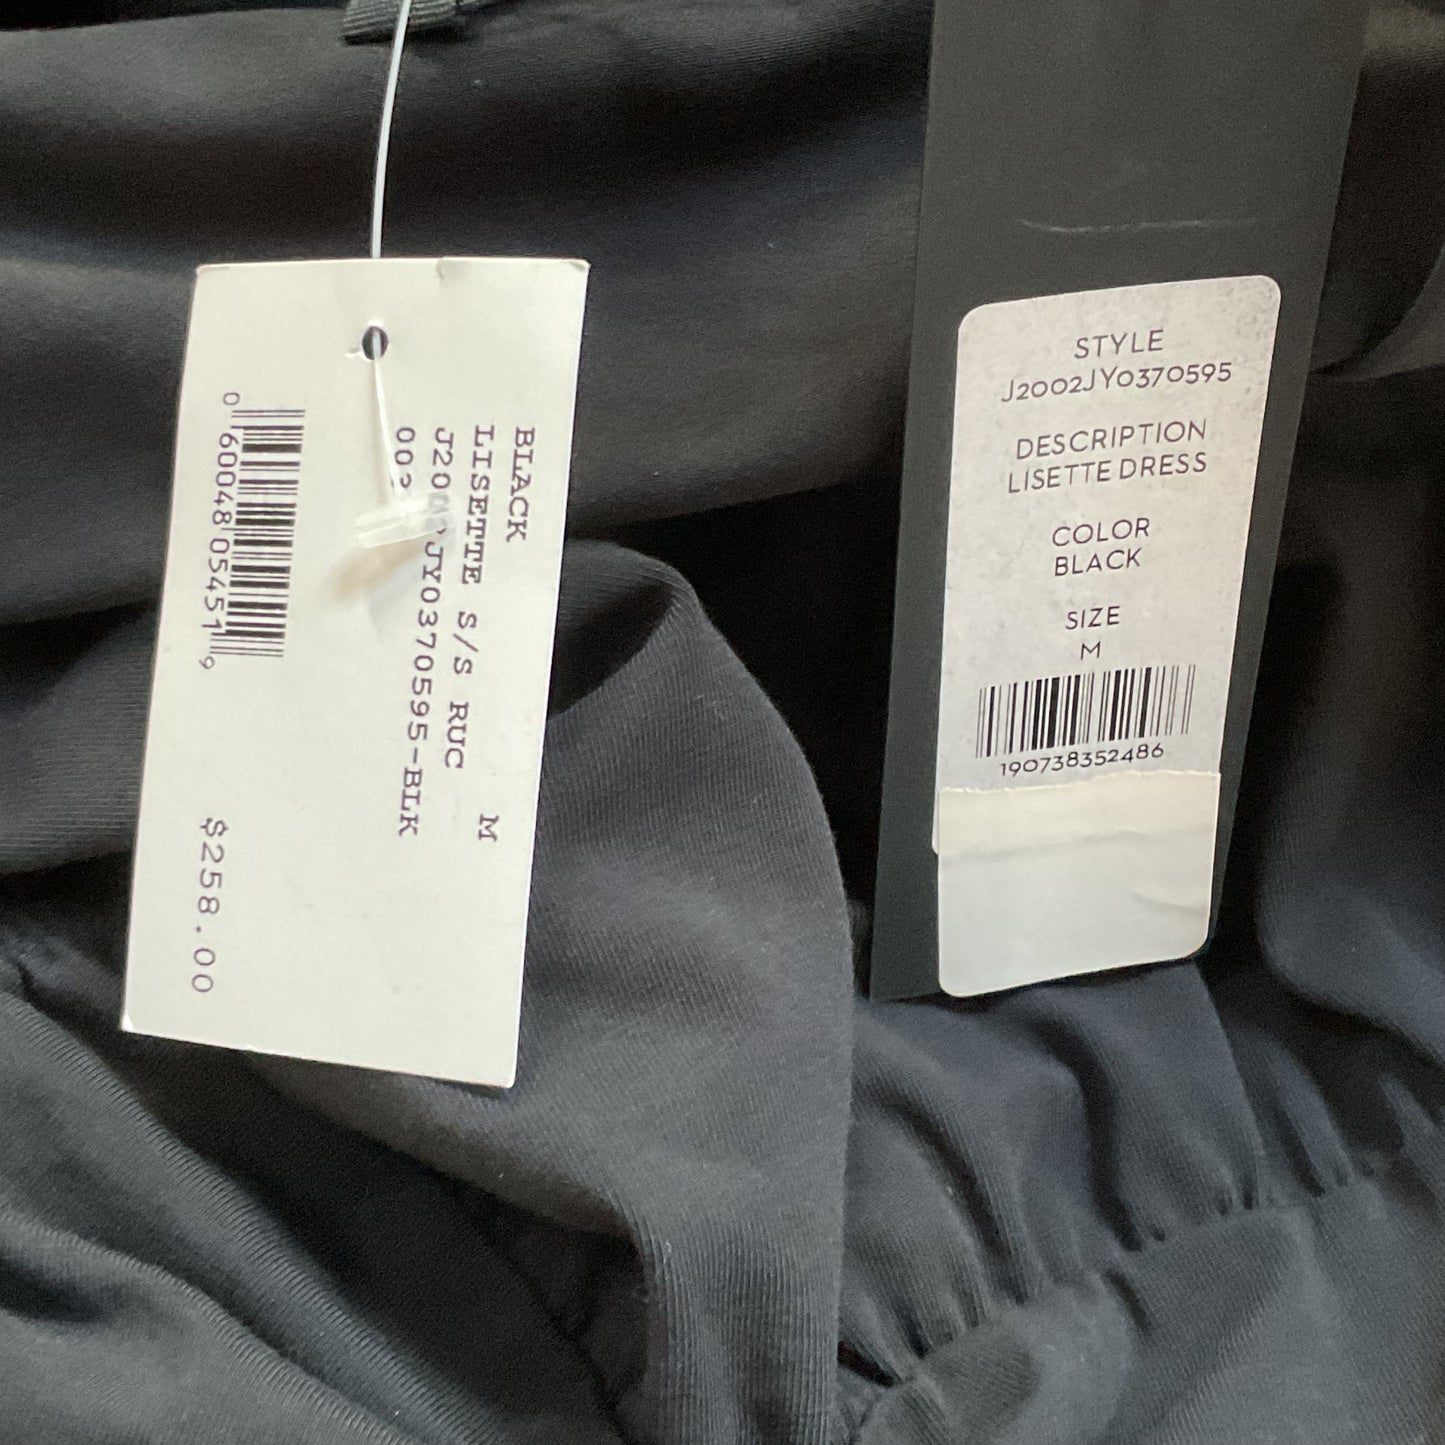 BLACK
LISETTE S/S RUC M
JY0370595-BLK
0 60048 05451 9
$258.00
STYLE
J2002JY0370595
DESCRIPTION
LISETTE DRESS
COLOR
BLACK
SIZE
M
190738352486